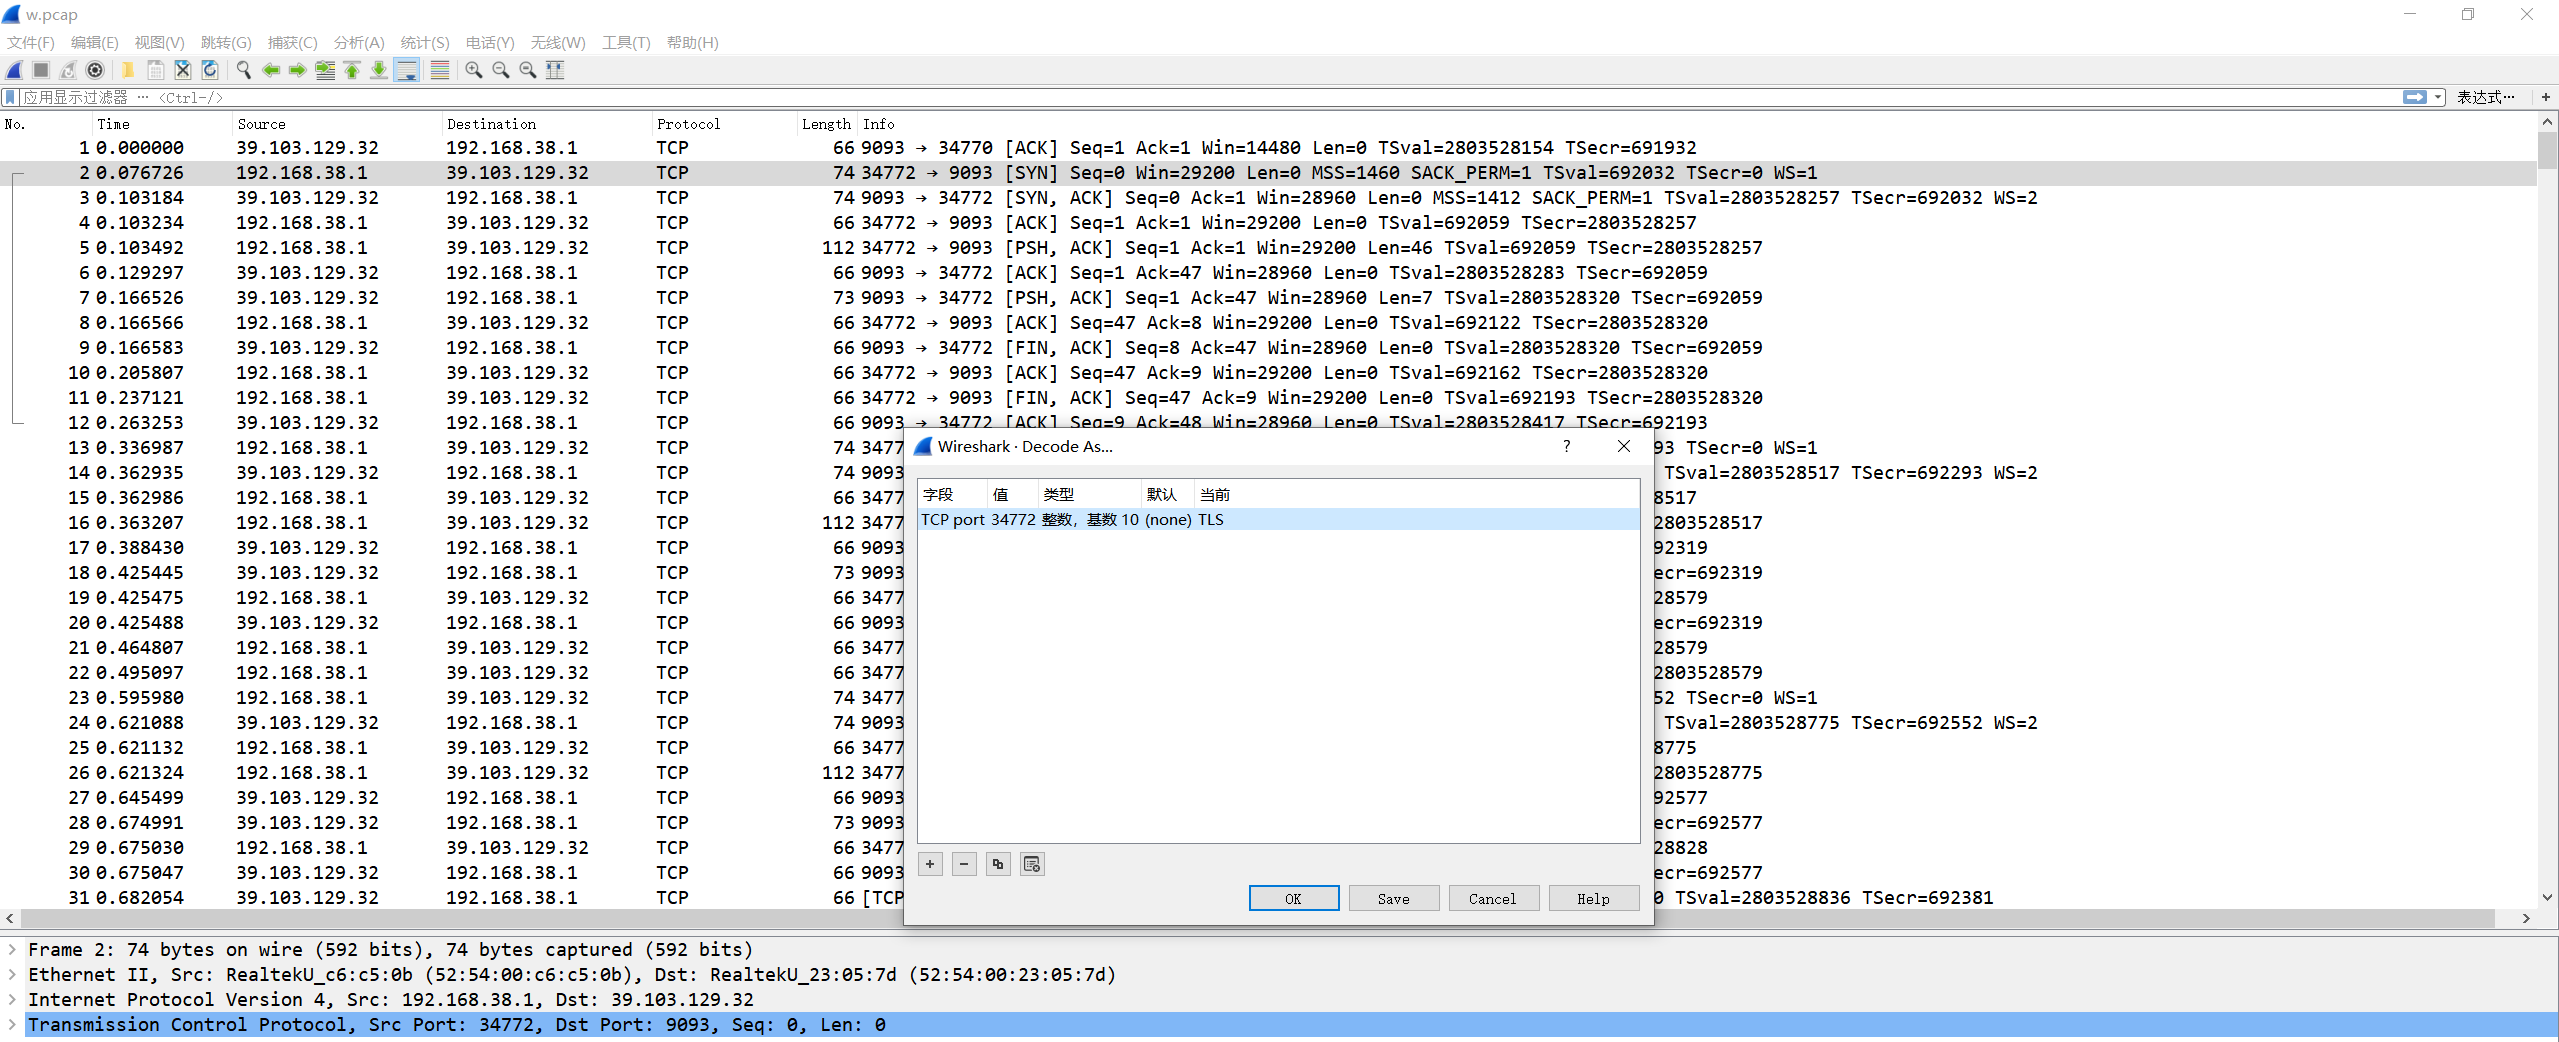 w.pcap
文件(F) 编辑(E) 视图(V) 跳转(G) 捕获(C) 分析(A) 统计(S) 电话(Y) 无线(W) 工具(T) 帮助(H)
应用显示过滤器 … <Ctrl-/> 表达式… +
No. Time Source Destination Protocol Length Info
1 0.000000 39.103.129.32 192.168.38.1 TCP 66 9093 → 34770 [ACK] Seq=1 Ack=1 Win=14480 Len=0 TSval=2803528154 TSecr=691932
2 0.076726 192.168.38.1 39.103.129.32 TCP 74 34772 → 9093 [SYN] Seq=0 Win=29200 Len=0 MSS=1460 SACK_PERM=1 TSval=692032 TSecr=0 WS=1
3 0.103184 39.103.129.32 192.168.38.1 TCP 74 9093 → 34772 [SYN, ACK] Seq=0 Ack=1 Win=28960 Len=0 MSS=1412 SACK_PERM=1 TSval=2803528257 TSecr=692032 WS=2
4 0.103234 192.168.38.1 39.103.129.32 TCP 66 34772 → 9093 [ACK] Seq=1 Ack=1 Win=29200 Len=0 TSval=692059 TSecr=2803528257
5 0.103492 192.168.38.1 39.103.129.32 TCP 112 34772 → 9093 [PSH, ACK] Seq=1 Ack=1 Win=29200 Len=46 TSval=692059 TSecr=2803528257
6 0.129297 39.103.129.32 192.168.38.1 TCP 66 9093 → 34772 [ACK] Seq=1 Ack=47 Win=28960 Len=0 TSval=2803528283 TSecr=692059
7 0.166526 39.103.129.32 192.168.38.1 TCP 73 9093 → 34772 [PSH, ACK] Seq=1 Ack=47 Win=28960 Len=7 TSval=2803528320 TSecr=692059
8 0.166566 192.168.38.1 39.103.129.32 TCP 66 34772 → 9093 [ACK] Seq=47 Ack=8 Win=29200 Len=0 TSval=692122 TSecr=2803528320
9 0.166583 39.103.129.32 192.168.38.1 TCP 66 9093 → 34772 [FIN, ACK] Seq=8 Ack=47 Win=28960 Len=0 TSval=2803528320 TSecr=692059
10 0.205807 192.168.38.1 39.103.129.32 TCP 66 34772 → 9093 [ACK] Seq=47 Ack=9 Win=29200 Len=0 TSval=692162 TSecr=2803528320
11 0.237121 192.168.38.1 39.103.129.32 TCP 66 34772 → 9093 [FIN, ACK] Seq=47 Ack=9 Win=29200 Len=0 TSval=692193 TSecr=2803528320
12 0.263253 39.103.129.32 192.168.38.1 TCP 66 9093 → 34772 [ACK] Seq=9 Ack=48 Win=28960 Len=0 TSval=2803528417 TSecr=692193
13 0.336987 192.168.38.1 39.103.129.32 TCP 74 3477 93 TSecr=0 WS=1
14 0.362935 39.103.129.32 192.168.38.1 TCP 74 9093 TSval=2803528517 TSecr=692293 WS=2
15 0.362986 192.168.38.1 39.103.129.32 TCP 66 3477 8517
16 0.363207 192.168.38.1 39.103.129.32 TCP 112 3477 2803528517
17 0.388430 39.103.129.32 192.168.38.1 TCP 66 9093 92319
18 0.425445 39.103.129.32 192.168.38.1 TCP 73 9093 ecr=692319
19 0.425475 192.168.38.1 39.103.129.32 TCP 66 3477 28579
20 0.425488 39.103.129.32 192.168.38.1 TCP 66 9093 ecr=692319
21 0.464807 192.168.38.1 39.103.129.32 TCP 66 3477 28579
22 0.495097 192.168.38.1 39.103.129.32 TCP 66 3477 2803528579
23 0.595980 192.168.38.1 39.103.129.32 TCP 74 3477 52 TSecr=0 WS=1
24 0.621088 39.103.129.32 192.168.38.1 TCP 74 9093 TSval=2803528775 TSecr=692552 WS=2
25 0.621132 192.168.38.1 39.103.129.32 TCP 66 3477 8775
26 0.621324 192.168.38.1 39.103.129.32 TCP 112 3477 2803528775
27 0.645499 39.103.129.32 192.168.38.1 TCP 66 9093 92577
28 0.674991 39.103.129.32 192.168.38.1 TCP 73 9093 ecr=692577
29 0.675030 192.168.38.1 39.103.129.32 TCP 66 3477 28828
30 0.675047 39.103.129.32 192.168.38.1 TCP 66 9093 ecr=692577
31 0.682054 39.103.129.32 192.168.38.1 TCP 66 [TCP 0 TSval=2803528836 TSecr=692381
Wireshark · Decode As...
字段 值 类型 默认 当前
TCP port 34772 整数，基数 10 (none) TLS
OK Save Cancel Help
Frame 2: 74 bytes on wire (592 bits), 74 bytes captured (592 bits)
Ethernet II, Src: RealtekU_c6:c5:0b (52:54:00:c6:c5:0b), Dst: RealtekU_23:05:7d (52:54:00:23:05:7d)
Internet Protocol Version 4, Src: 192.168.38.1, Dst: 39.103.129.32
Transmission Control Protocol, Src Port: 34772, Dst Port: 9093, Seq: 0, Len: 0